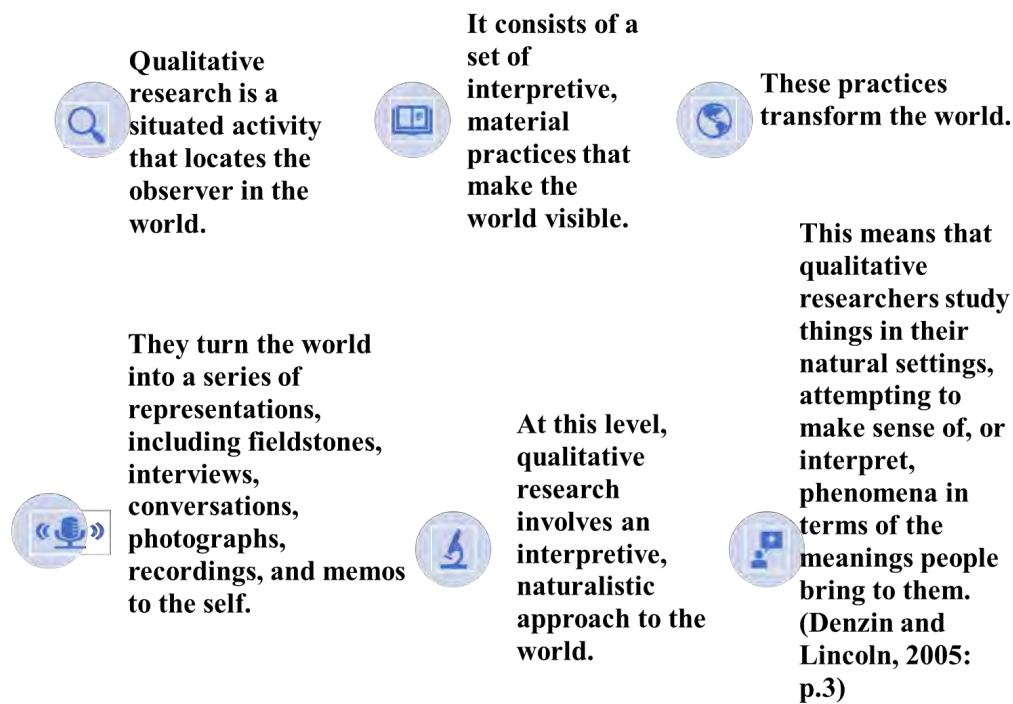 Qualitative
research is a
situated activity
that locates the
observer in the
world.
It consists of a
set of
interpretive,
material
practices that
make the
world visible.
These practices
transform the world.
They turn the world
into a series of
representations,
including fieldstones,
interviews,
conversations,
photographs,
recordings, and memos
to the self.
At this level,
qualitative
research
involves an
interpretive,
naturalistic
approach to the
world.
This means that
qualitative
researchers study
things in their
natural settings,
attempting to
make sense of, or
interpret,
phenomena in
terms of the
meanings people
bring to them.
(Denzin and
Lincoln, 2005:
p.3)